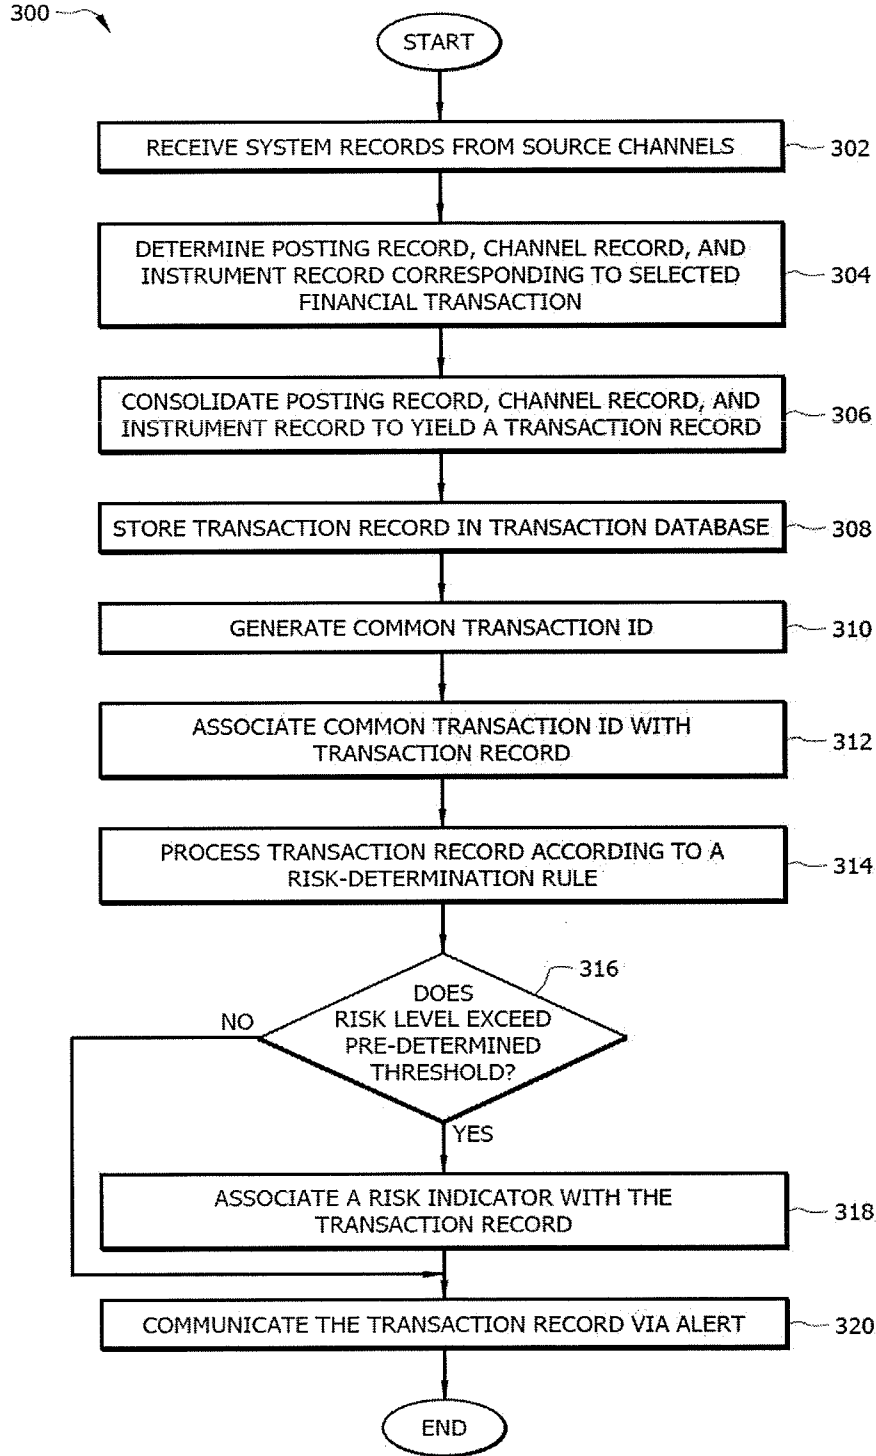 300
START
RECEIVE SYSTEM RECORDS FROM SOURCE CHANNELS
302
DETERMINE POSTING RECORD, CHANNEL RECORD, AND
INSTRUMENT RECORD CORRESPONDING TO SELECTED
FINANCIAL TRANSACTION
304
CONSOLIDATE POSTING RECORD, CHANNEL RECORD, AND
INSTRUMENT RECORD TO YIELD A TRANSACTION RECORD
306
STORE TRANSACTION RECORD IN TRANSACTION DATABASE
308
GENERATE COMMON TRANSACTION ID
310
ASSOCIATE COMMON TRANSACTION ID WITH
TRANSACTION RECORD
312
PROCESS TRANSACTION RECORD ACCORDING TO A
RISK-DETERMINATION RULE
314
316
DOES
RISK LEVEL EXCEED
PRE-DETERMINED
THRESHOLD?
NO
YES
ASSOCIATE A RISK INDICATOR WITH THE
TRANSACTION RECORD
318
COMMUNICATE THE TRANSACTION RECORD VIA ALERT
320
END